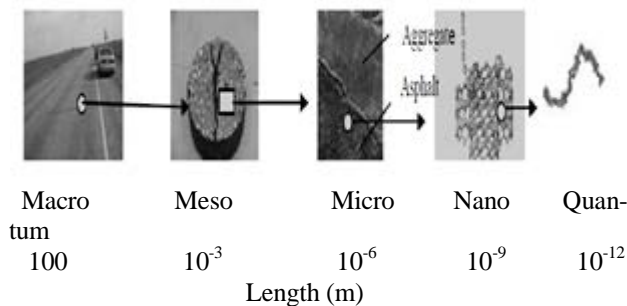 Aggregate
Asphalt
Macro Meso Micro Nano Quan-
tum
100 10⁻³ 10⁻⁶ 10⁻⁹ 10⁻¹²
Length (m)